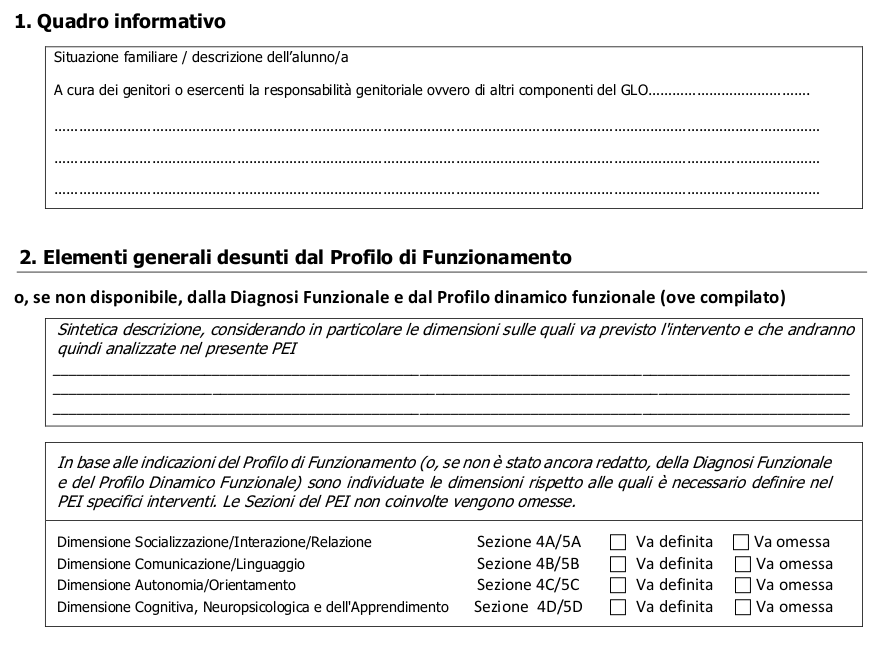 1. Quadro informativo
Situazione familiare / descrizione dell'alunno/a
A cura dei genitori o esercenti la responsabilità genitoriale ovvero di altri componenti del GLO........................................
................................................................................................................................................................
................................................................................................................................................................
................................................................................................................................................................
2. Elementi generali desunti dal Profilo di Funzionamento
o, se non disponibile, dalla Diagnosi Funzionale e dal Profilo dinamico funzionale (ove compilato)
Sintetica descrizione, considerando in particolare le dimensioni sulle quali va previsto l'intervento e che andranno
quindi analizzate nel presente PEI
____________________________________________________________
____________________________________________________________
____________________________________________________________
In base alle indicazioni del Profilo di Funzionamento (o, se non è stato ancora redatto, della Diagnosi Funzionale
e del Profilo Dinamico Funzionale) sono individuate le dimensioni rispetto alle quali è necessario definire nel
PEI specifici interventi. Le Sezioni del PEI non coinvolte vengono omesse.
Dimensione Socializzazione/Interazione/Relazione Sezione 4A/5A ☐ Va definita ☐ Va omessa
Dimensione Comunicazione/Linguaggio Sezione 4B/5B ☐ Va definita ☐ Va omessa
Dimensione Autonomia/Orientamento Sezione 4C/5C ☐ Va definita ☐ Va omessa
Dimensione Cognitiva, Neuropsicologica e dell'Apprendimento Sezione 4D/5D ☐ Va definita ☐ Va omessa